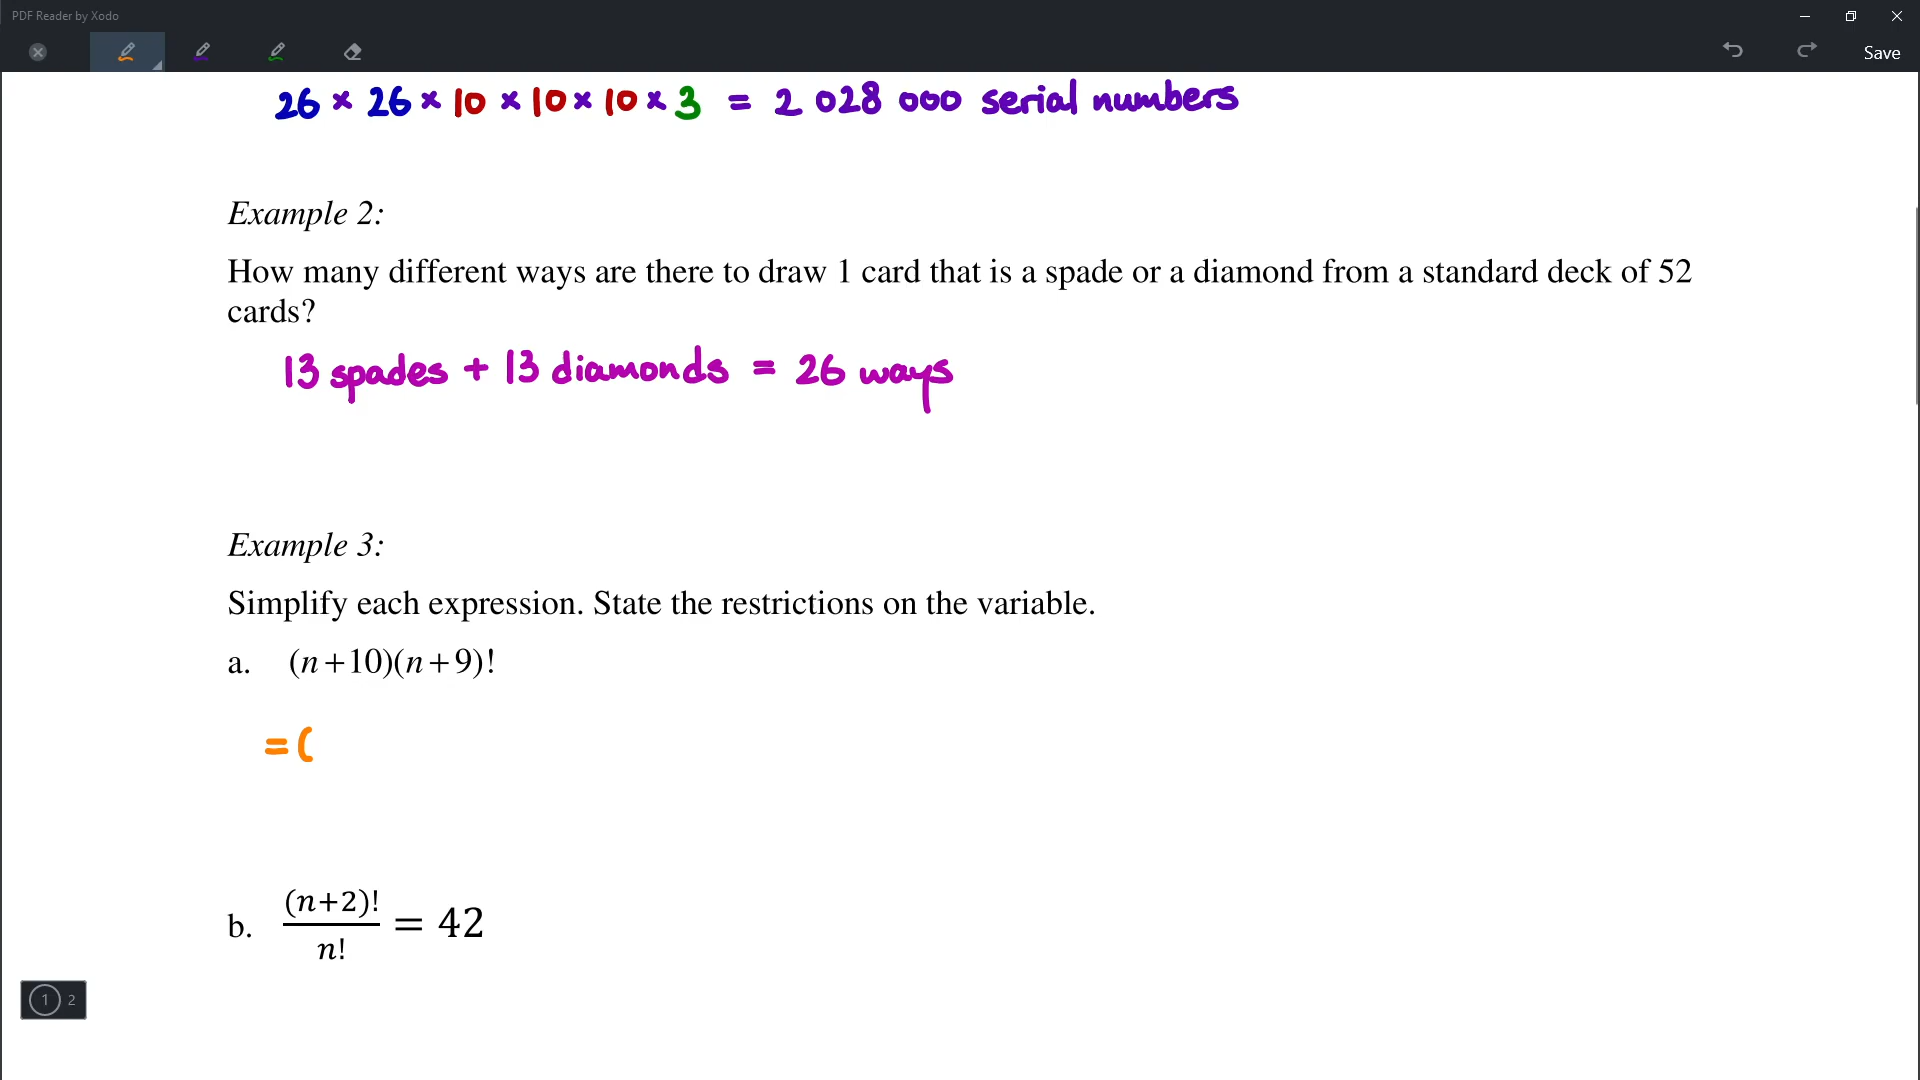 PDF Reader by Xodo
Save
26 × 26 × 10 × 10 × 10 × 3 = 2 028 000 serial numbers
Example 2:
How many different ways are there to draw 1 card that is a spade or a diamond from a standard deck of 52
cards?
13 spades + 13 diamonds = 26 ways
Example 3:
Simplify each expression. State the restrictions on the variable.
a. (n+10)(n+9)!
= (
b. (n+2)!/n! = 42
1 2